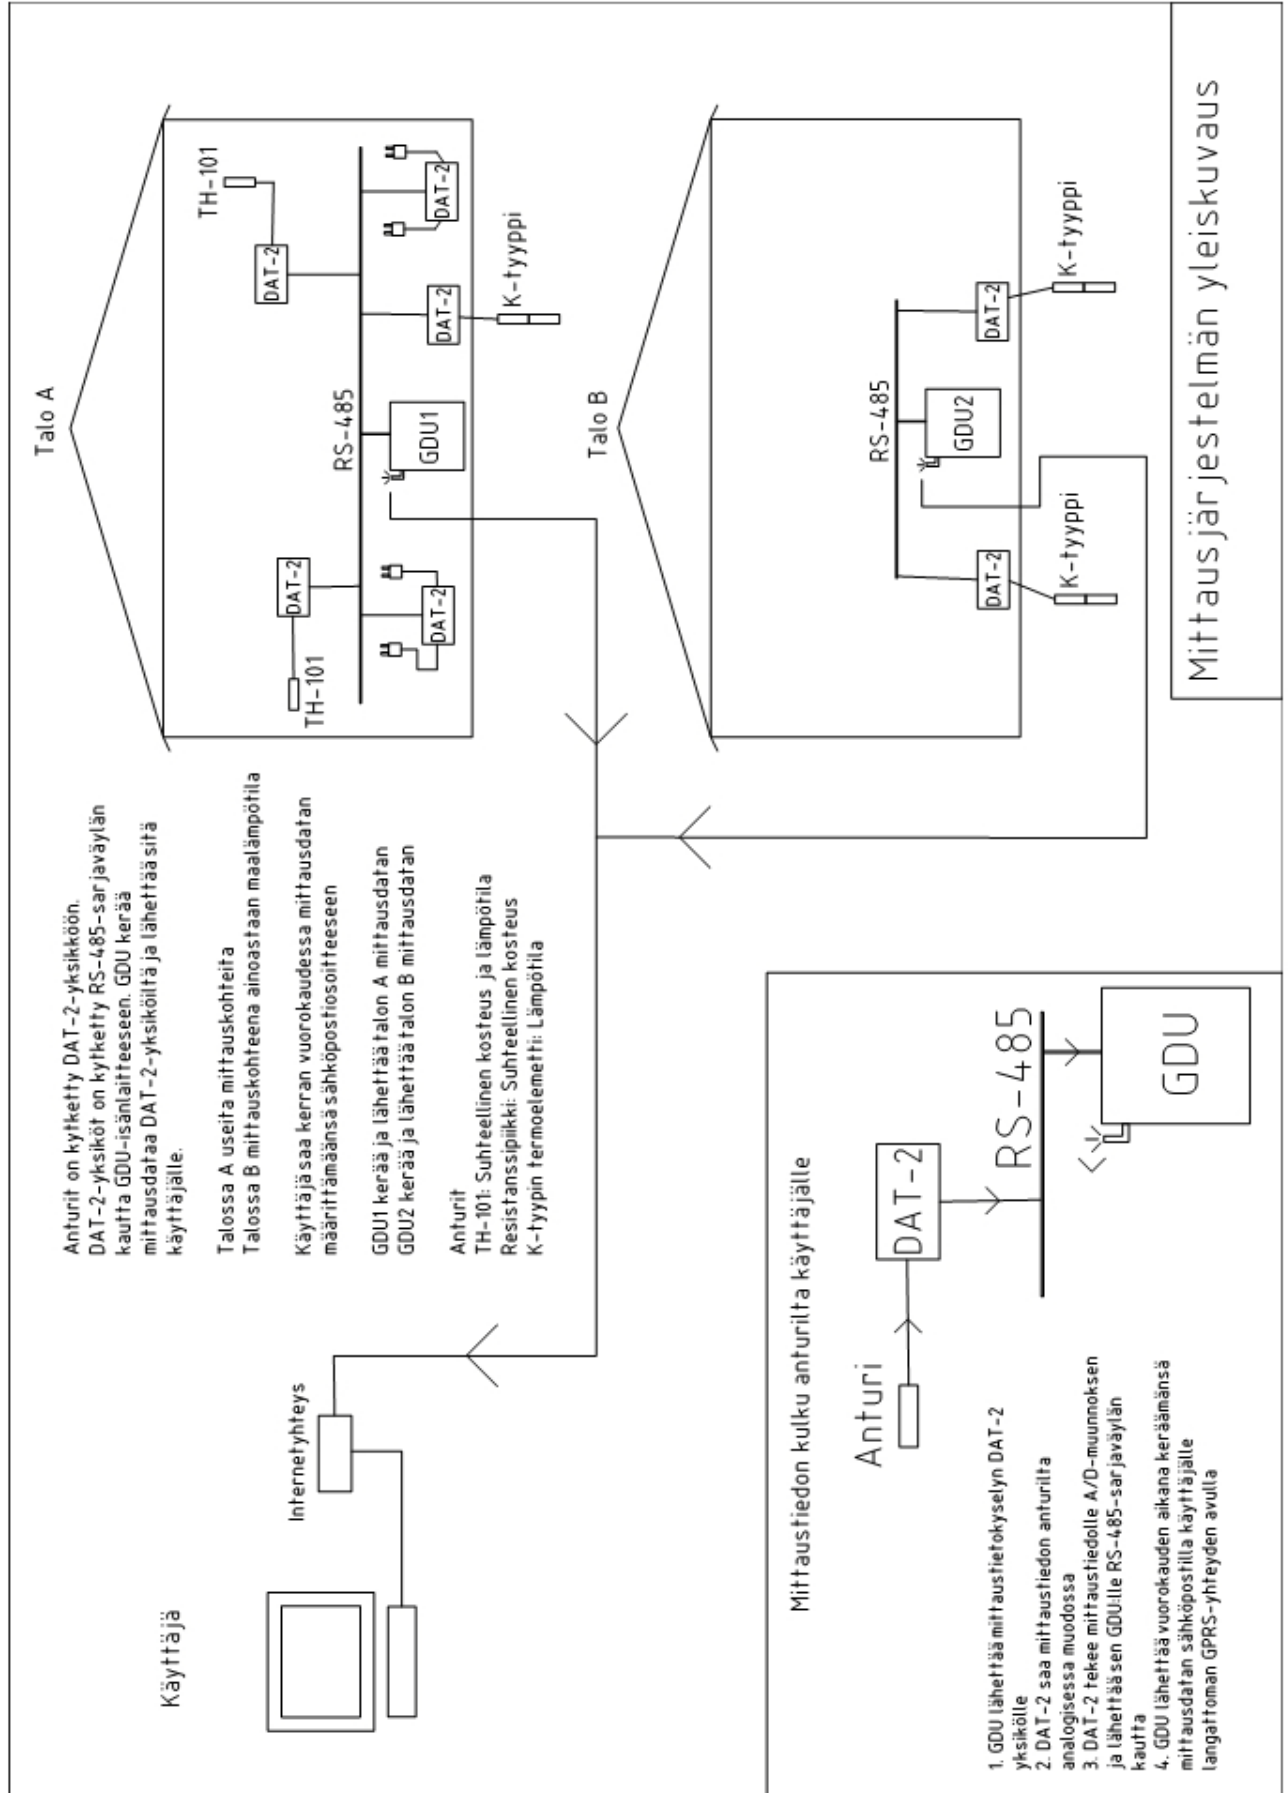 Käyttäjä
Internetyhteys
Anturit on kytketty DAT-2-yksikköön.
DAT-2-yksiköt on kytketty RS-485-sarjaväylän
kautta GDU-isänlaitteeseen. GDU kerää
mittausdataa DAT-2-yksiköiltä ja lähettää sitä
käyttäjälle.
Talossa A useita mittauskohteita
Talossa B mittauskohteena ainoastaan maalämpötila
Käyttäjä saa kerran vuorokaudessa mittausdatan
määrittämäänsä sähköpostiosoitteeseen
GDU1 kerää ja lähettää talon A mittausdatan
GDU2 kerää ja lähettää talon B mittausdatan
Anturit
TH-101: Suhteellinen kosteus ja lämpötila
Resistanssipiikki: Suhteellinen kosteus
K-tyypin termoelemetti: Lämpötila
Talo A
TH-101
DAT-2
DAT-2
TH-101
RS-485
DAT-2
GDU1
DAT-2
K-tyyppi
DAT-2
Talo B
RS-485
DAT-2
K-tyyppi
GDU2
DAT-2
K-tyyppi
Mittaustiedon kulku anturilta käyttäjälle
Anturi
DAT-2
RS-485
GDU
1. GDU lähettää mittaustietokyselyn DAT-2
yksikölle
2. DAT-2 saa mittaustiedon anturilta
analogisessa muodossa
3. DAT-2 tekee mittaustiedolle A/D-muunnoksen
ja lähettää sen GDU:lle RS-485-sarjaväylän
kautta
4. GDU lähettää vuorokauden aikana keräämänsä
mittausdatan sähköpostilla käyttäjälle
langattoman GPRS-yhteyden avulla
Mittausjärjestelmän yleiskuvaus